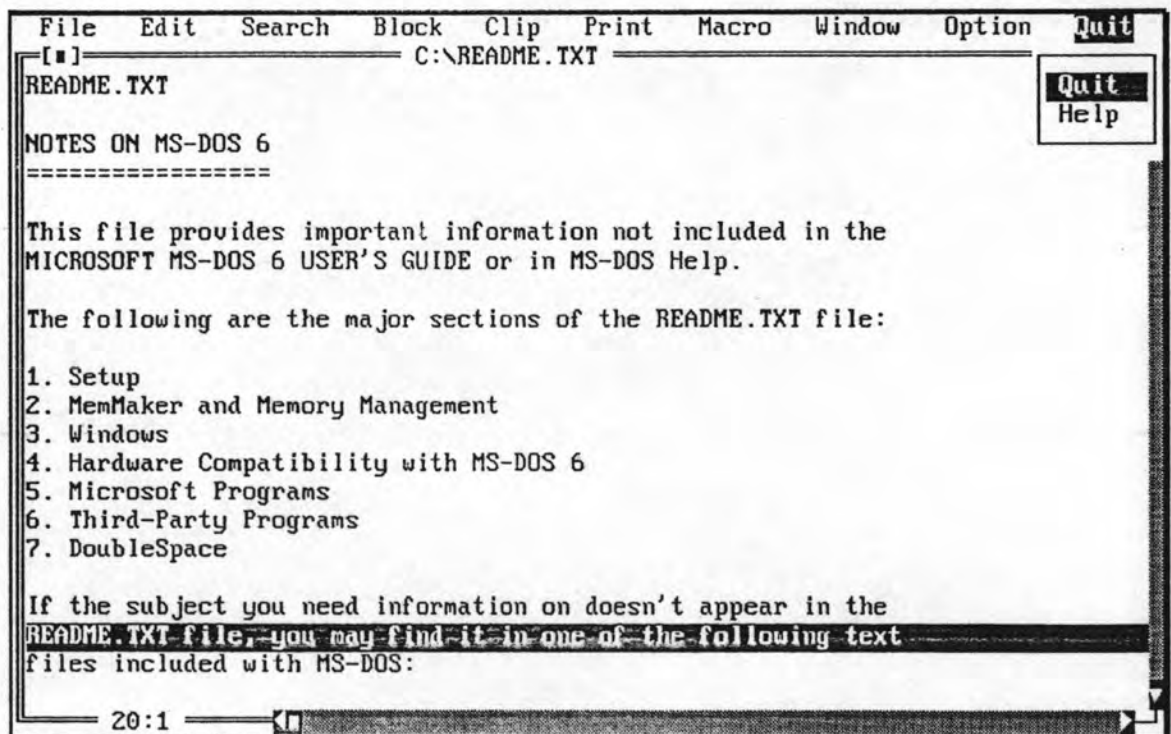 File Edit Search Block Clip Print Macro Window Option Quit
[■] C:\README.TXT
Quit
Help
README.TXT
NOTES ON MS-DOS 6
=================
This file provides important information not included in the
MICROSOFT MS-DOS 6 USER'S GUIDE or in MS-DOS Help.
The following are the major sections of the README.TXT file:
1. Setup
2. MemMaker and Memory Management
3. Windows
4. Hardware Compatibility with MS-DOS 6
5. Microsoft Programs
6. Third-Party Programs
7. DoubleSpace
If the subject you need information on doesn't appear in the
README.TXT file, you may find it in one of the following text
files included with MS-DOS:
20:1